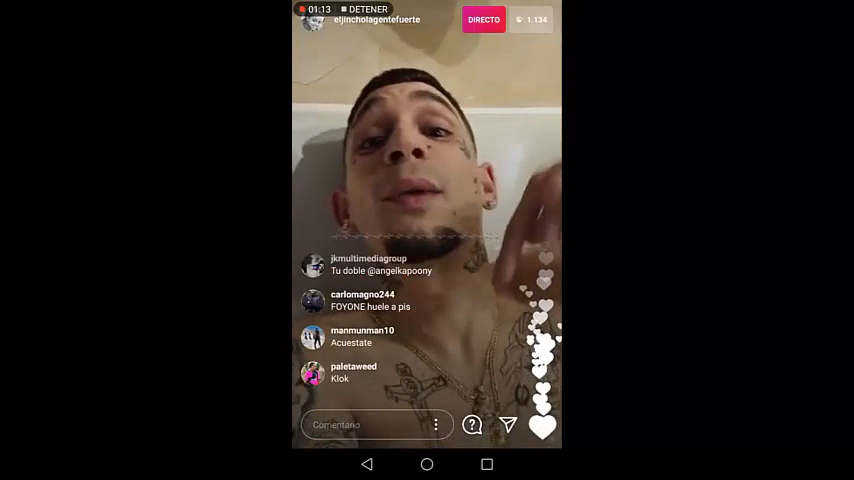 01:13 DETENER
eljincholagentefuerte
DIRECTO
1.134
jkmultimediagroup
Tu doble @angelkapoony
carlomagno244
FOYONE huele a pis
manmunman10
Acuestate
paletaweed
Klok
Comentario